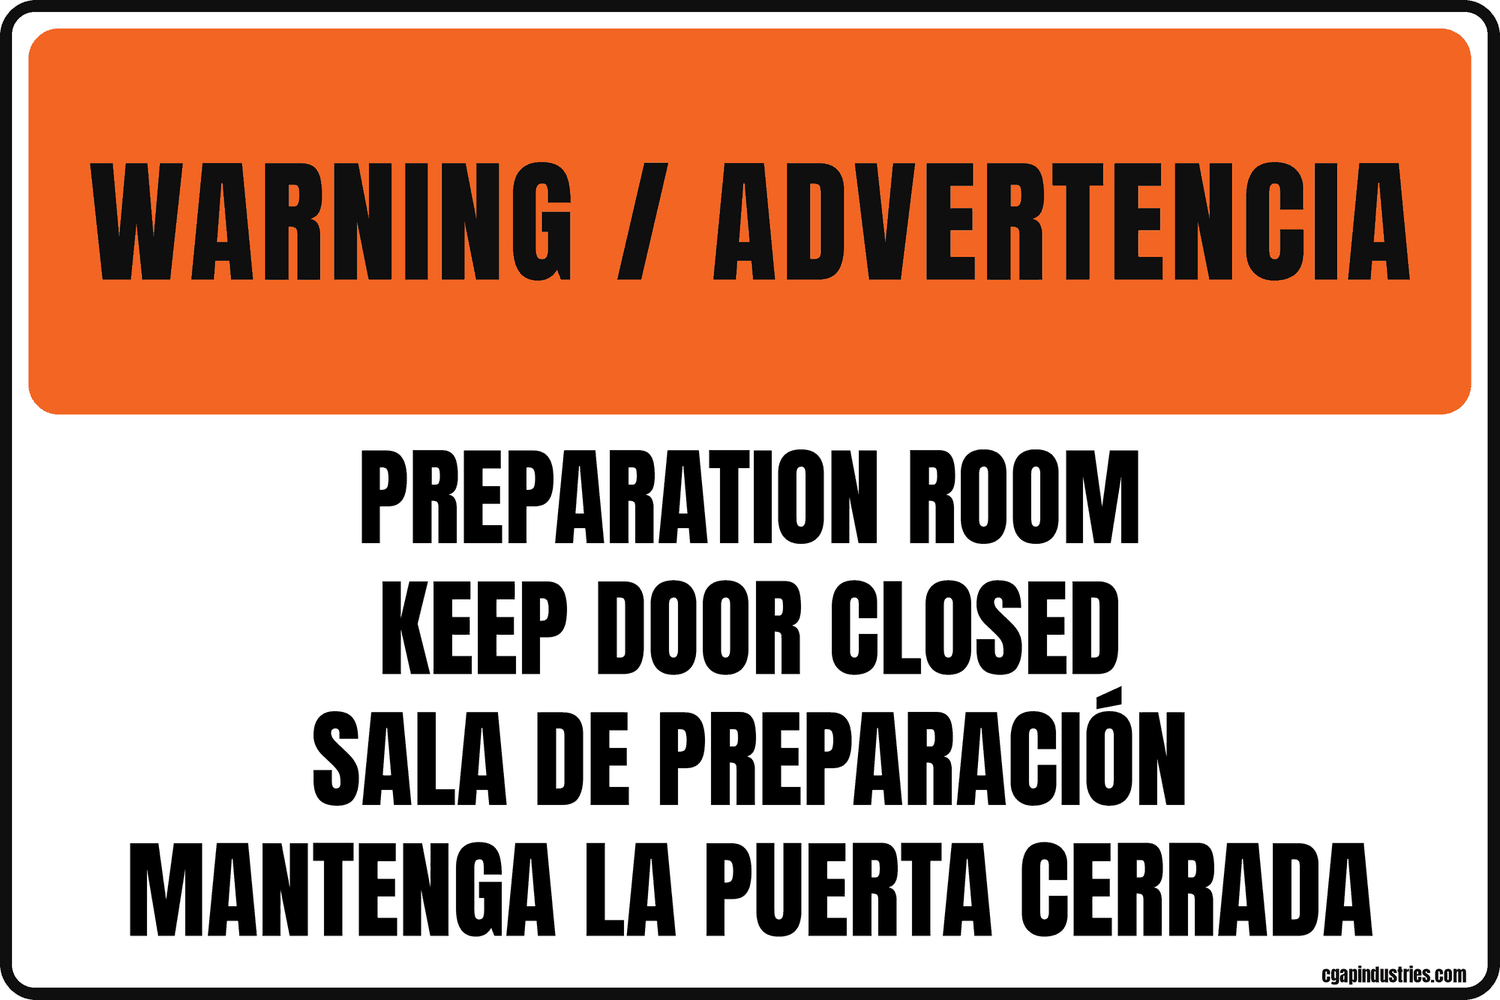 WARNING / ADVERTENCIA
PREPARATION ROOM
KEEP DOOR CLOSED
SALA DE PREPARACIÓN
MANTENGA LA PUERTA CERRADA
cgapindustries.com